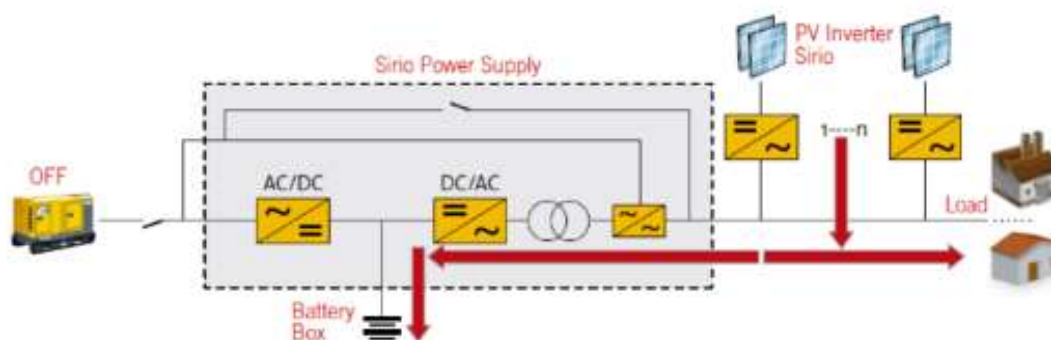 PV Inverter
Sirio
Sirio Power Supply
1----n
OFF
AC/DC
DC/AC
Load
Battery
Box